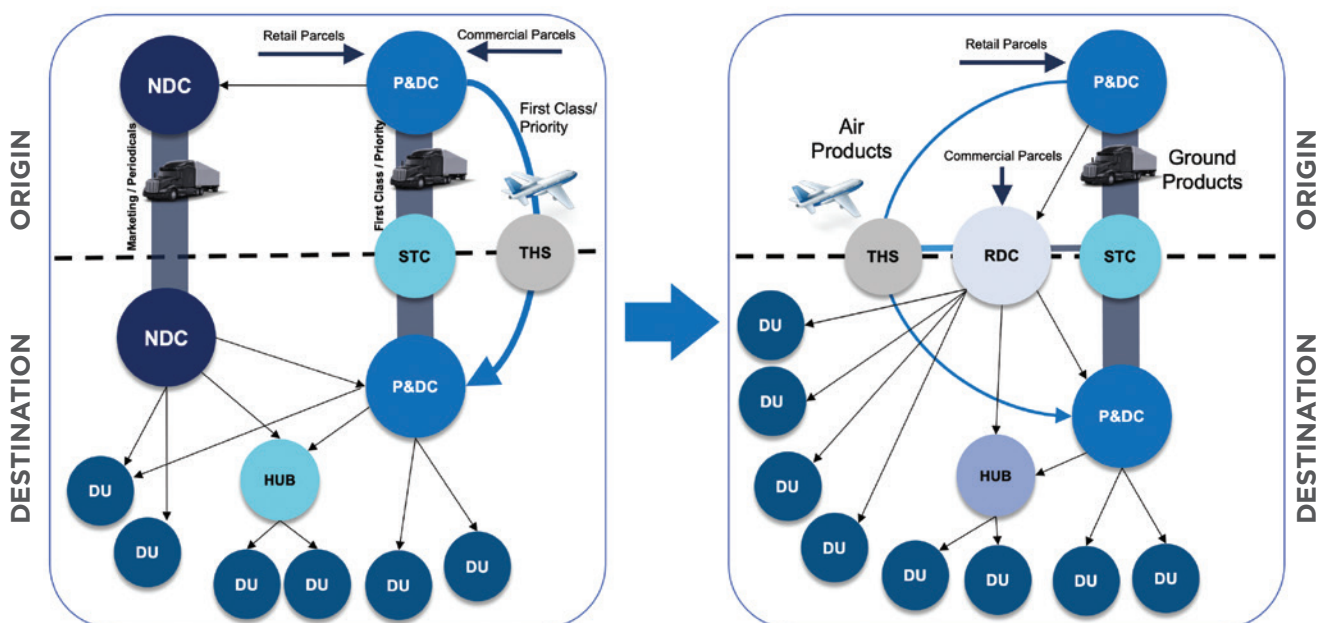 ORIGIN
DESTINATION
Retail Parcels
Commercial Parcels
NDC
P&DC
First Class/
Priority
Marketing / Periodicals
First Class / Priority
STC
THS
NDC
P&DC
HUB
DU
DU
DU
DU
DU
DU
Retail Parcels
P&DC
Air
Products
Commercial Parcels
Ground
Products
THS
RDC
STC
DU
DU
DU
DU
P&DC
HUB
DU
DU
DU
DU
ORIGIN
DESTINATION